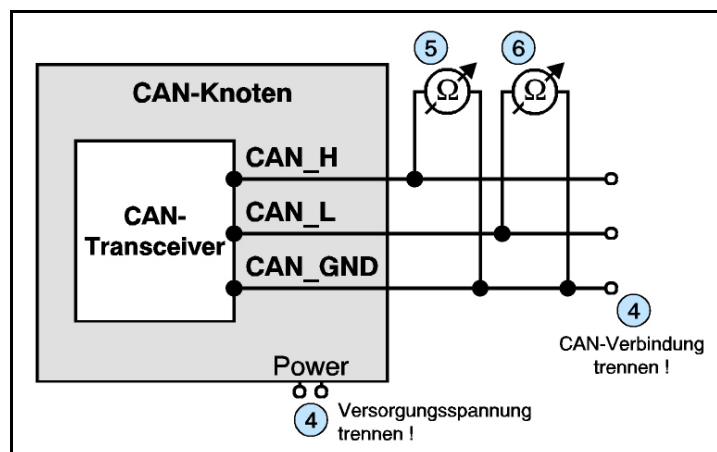 5
6
Ω
Ω
CAN-Knoten
CAN_H
CAN-
Transceiver
CAN_L
CAN_GND
4
CAN-Verbindung
trennen !
Power
4
Versorgungsspannung
trennen !